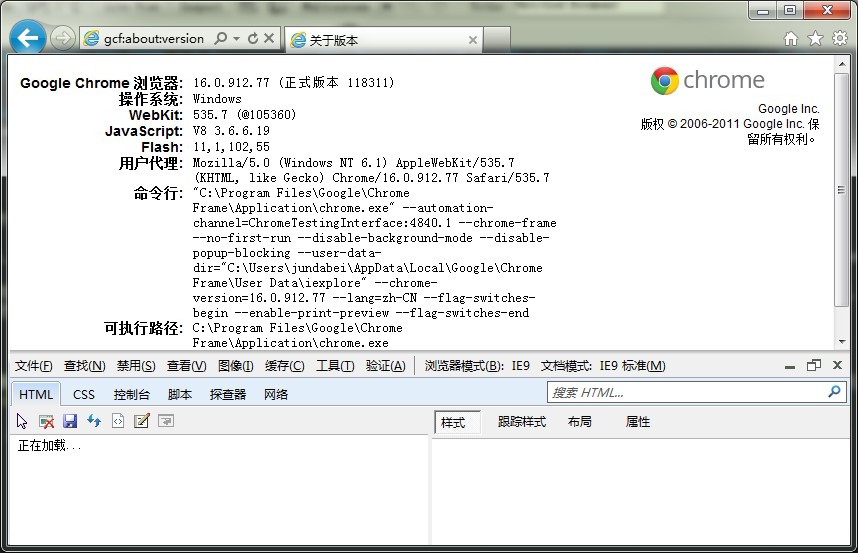 gcf:about:version
关于版本
chrome
Google Inc.
版权 © 2006-2011 Google Inc. 保
留所有权利。
Google Chrome 浏览器: 16.0.912.77 (正式版本 118311)
操作系统: Windows
WebKit: 535.7 (@105360)
JavaScript: V8 3.6.6.19
Flash: 11,1,102,55
用户代理: Mozilla/5.0 (Windows NT 6.1) AppleWebKit/535.7
(KHTML, like Gecko) Chrome/16.0.912.77 Safari/535.7
命令行: "C:\Program Files\Google\Chrome
Frame\Application\chrome.exe" --automation-
channel=ChromeTestingInterface:4840.1 --chrome-frame
--no-first-run --disable-background-mode --disable-
popup-blocking --user-data-
dir="C:\Users\jundabei\AppData\Local\Google\Chrome
Frame\User Data\iexplore" --chrome-
version=16.0.912.77 --lang=zh-CN --flag-switches-
begin --enable-print-preview --flag-switches-end
可执行路径: C:\Program Files\Google\Chrome
Frame\Application\chrome.exe
文件(F) 查找(N) 禁用(S) 查看(V) 图像(I) 缓存(C) 工具(T) 验证(A) 浏览器模式(B): IE9 文档模式: IE9 标准(M)
HTML CSS 控制台 脚本 探查器 网络 搜索 HTML...
样式 跟踪样式 布局 属性
正在加载...